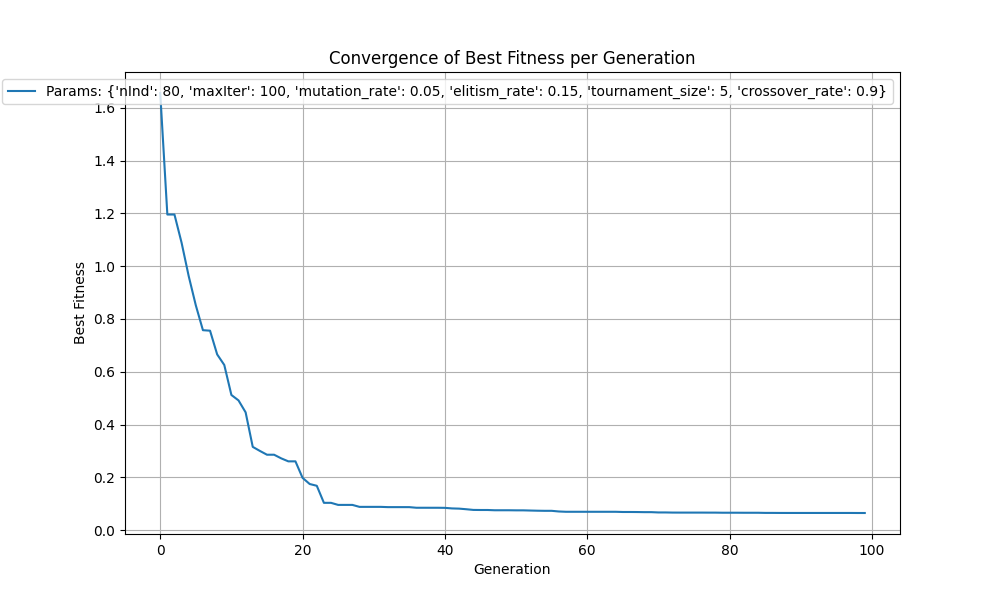 Convergence of Best Fitness per Generation
Params: {'nInd': 80, 'maxIter': 100, 'mutation_rate': 0.05, 'elitism_rate': 0.15, 'tournament_size': 5, 'crossover_rate': 0.9}
1.6
1.4
1.2
1.0
0.8
0.6
0.4
0.2
0.0
Best Fitness
0 20 40 60 80 100
Generation